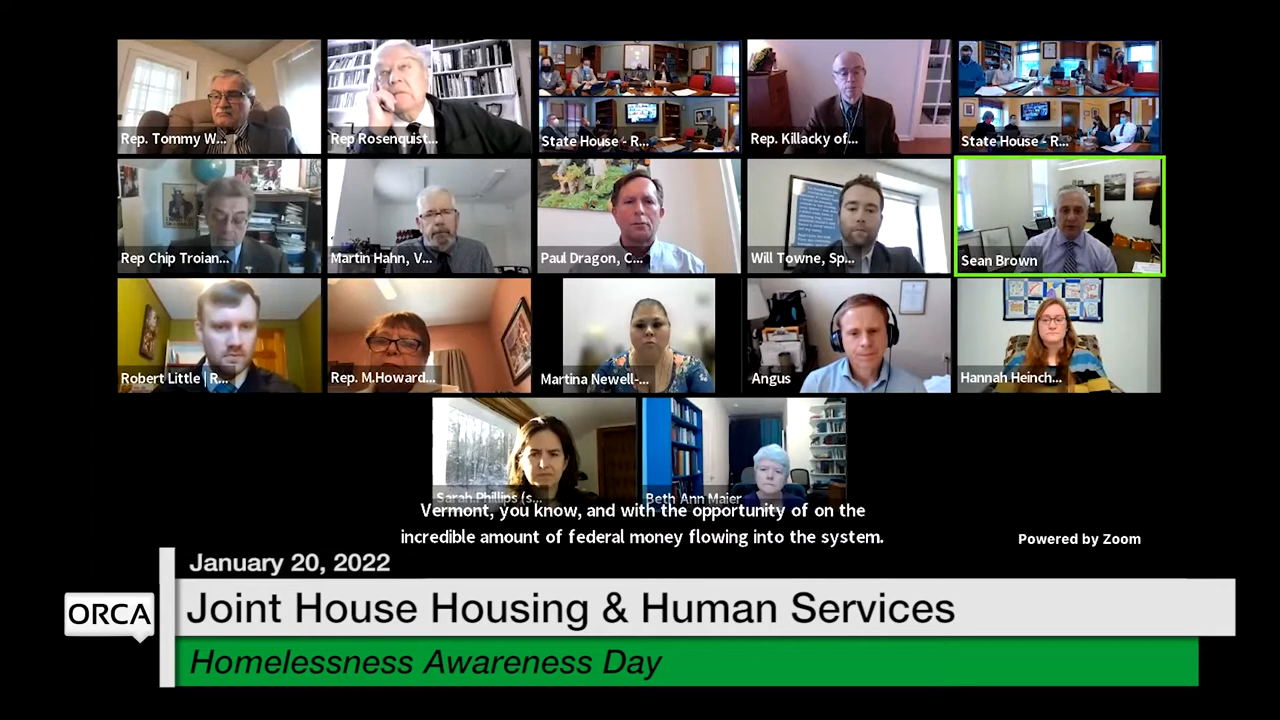 Rep. Tommy W...
Rep Rosenquist...
State House - R...
Rep. Killacky of...
State House - R...
Rep Chip Troian...
Martin Hahn, V...
Paul Dragon, C...
Will Towne, Sp...
Sean Brown
Robert Little | R...
Rep. M.Howard...
Martina Newell-...
Angus
Hannah Heinch...
Sarah Phillips (s...
Beth Ann Maier
Vermont, you know, and with the opportunity of on the
incredible amount of federal money flowing into the system.
Powered by Zoom
January 20, 2022
ORCA
Joint House Housing & Human Services
Homelessness Awareness Day